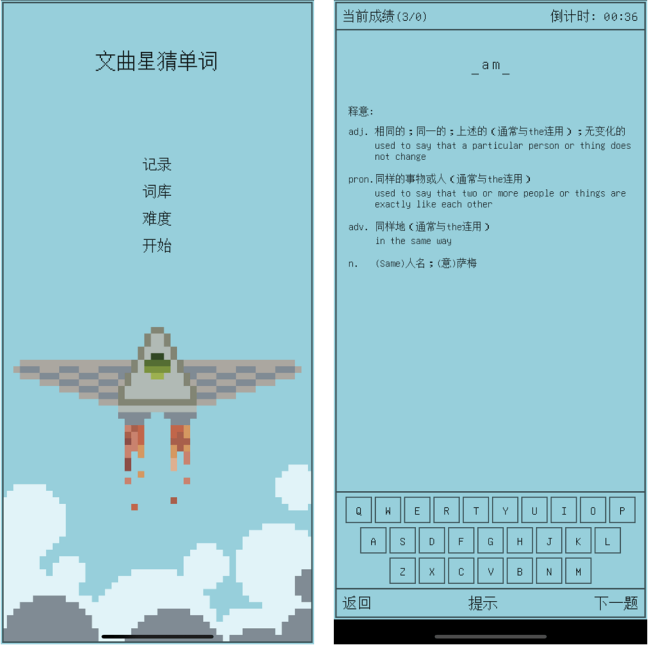 文曲星猜单词
记录
词库
难度
开始
当前成绩(3/0) 倒计时: 00:36
_am_
释意:
adj. 相同的；同一的；上述的（通常与the连用）；无变化的
used to say that a particular person or thing does
not change
pron. 同样的事物或人（通常与the连用）
used to say that two or more people or things are
exactly like each other
adv. 同样地（通常与the连用）
in the same way
n. (Same)人名；(意)萨梅
Q W E R T Y U I O P
A S D F G H J K L
Z X C V B N M
返回 提示 下一题